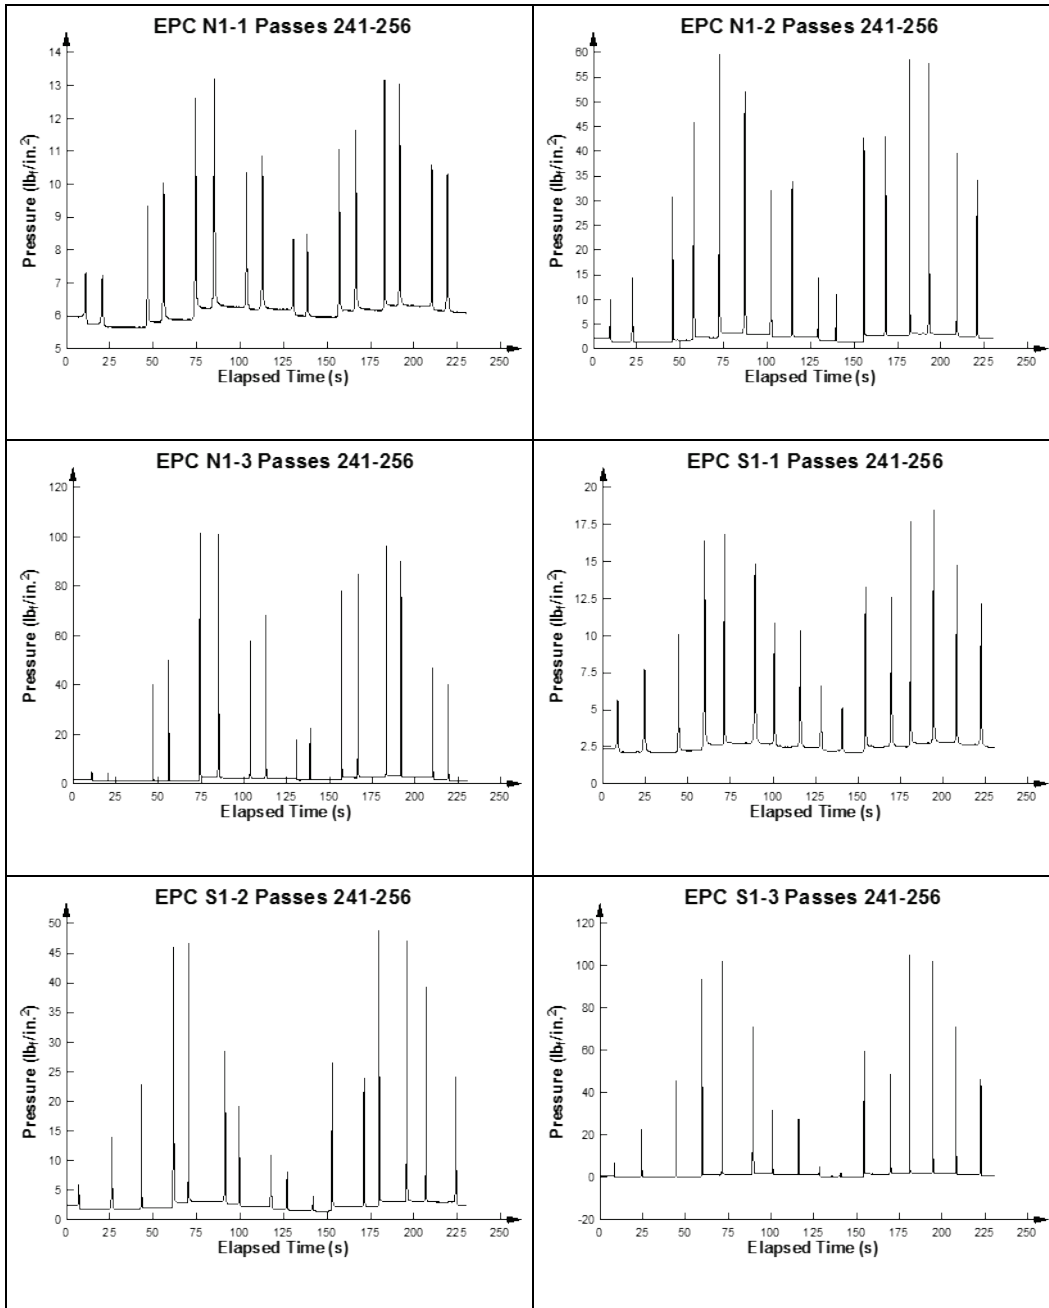 EPC N1-1 Passes 241-256
14
13
12
11
10
9
8
7
6
5
Pressure (lbf/in.²)
0 25 50 75 100 125 150 175 200 225 250
Elapsed Time (s)
EPC N1-2 Passes 241-256
60
55
50
45
40
35
30
25
20
15
10
5
0
Pressure (lbf/in.²)
0 25 50 75 100 125 150 175 200 225 250
Elapsed Time (s)
EPC N1-3 Passes 241-256
120
100
80
60
40
20
0
Pressure (lbf/in.²)
0 25 50 75 100 125 150 175 200 225 250
Elapsed Time (s)
EPC S1-1 Passes 241-256
20
17.5
15
12.5
10
7.5
5
2.5
0
Pressure (lbf/in.²)
0 25 50 75 100 125 150 175 200 225 250
Elapsed Time (s)
EPC S1-2 Passes 241-256
50
45
40
35
30
25
20
15
10
5
0
Pressure (lbf/in.²)
0 25 50 75 100 125 150 175 200 225 250
Elapsed Time (s)
EPC S1-3 Passes 241-256
120
100
80
60
40
20
0
-20
Pressure (lbf/in.²)
0 25 50 75 100 125 150 175 200 225 250
Elapsed Time (s)